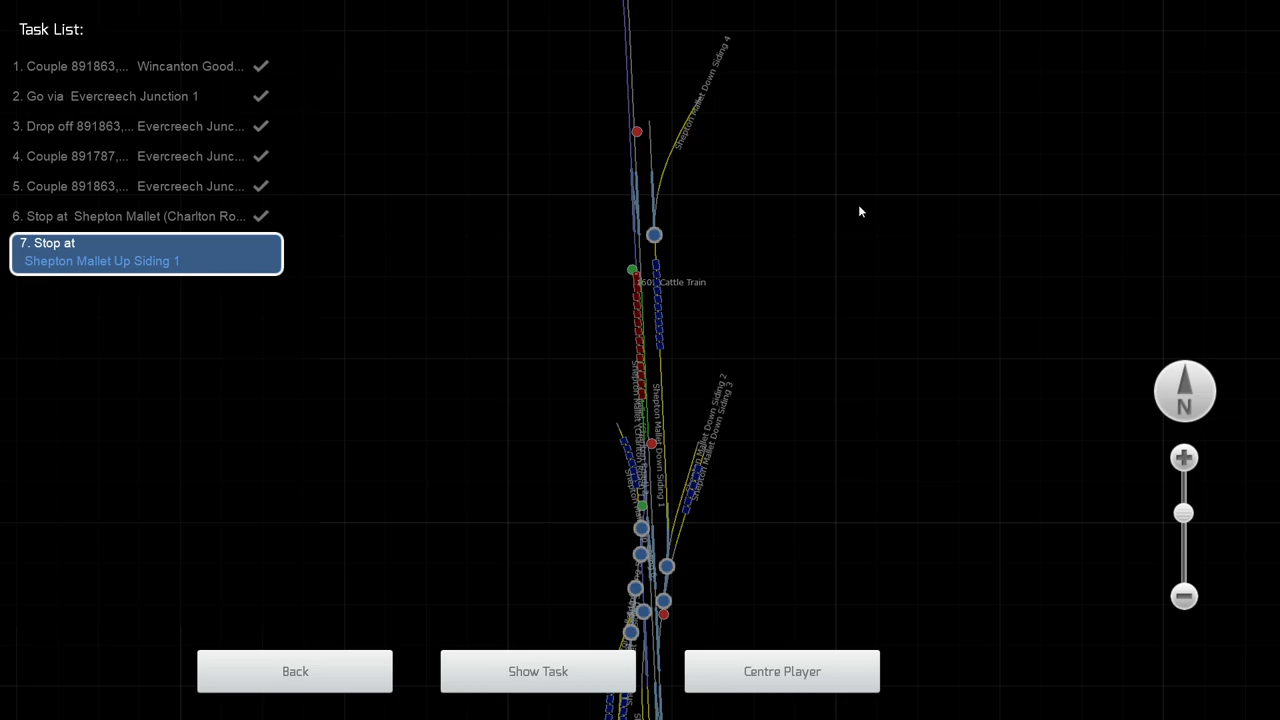 Task List:
1. Couple 891863,... Wincanton Good...
2. Go via Evercreech Junction 1
3. Drop off 891863,... Evercreech Junc...
4. Couple 891787,... Evercreech Junc...
5. Couple 891863,... Evercreech Junc...
6. Stop at Shepton Mallet (Charlton Ro...
7. Stop at
Shepton Mallet Up Siding 1
Shepton Mallet Down Siding 4
Cattle Train
Shepton Mallet Down Siding 1
Mallet Down Siding 2
Shepton Mallet Down Siding 3
N
Back
Show Task
Centre Player